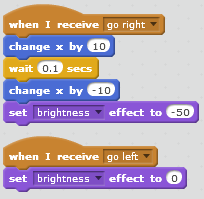 when I receive go right
change x by 10
wait 0.1 secs
change x by -10
set brightness effect to -50
when I receive go left
set brightness effect to 0